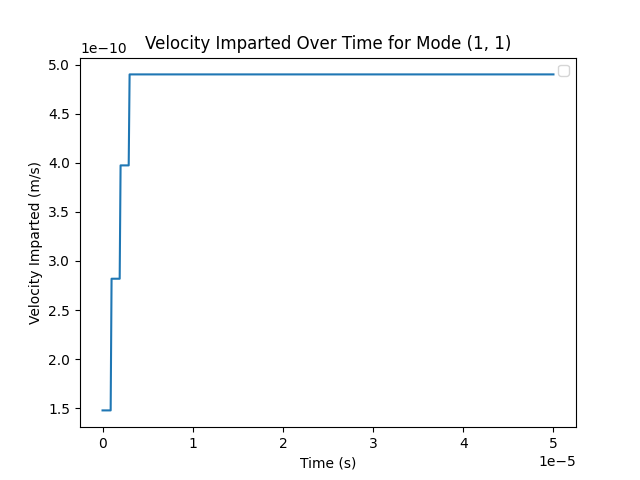 Velocity Imparted Over Time for Mode (1, 1)
1e−10
5.0
4.5
4.0
3.5
3.0
2.5
2.0
1.5
Velocity Imparted (m/s)
0 1 2 3 4 5
Time (s)
1e−5